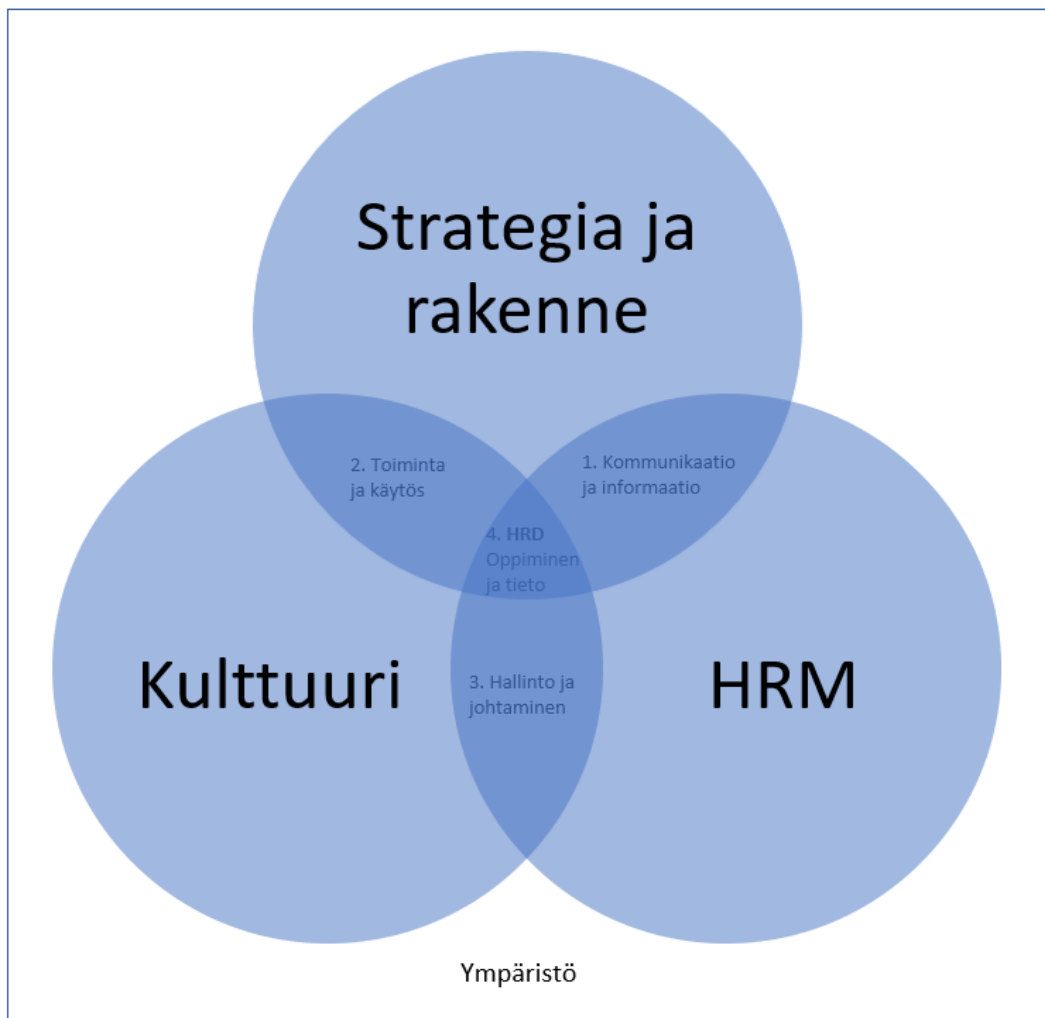 Strategia ja
rakenne
2. Toiminta
ja käytös
1. Kommunikaatio
ja informaatio
4. HRD
Oppiminen
ja tieto
Kulttuuri
3. Hallinto ja
johtaminen
HRM
Ympäristö